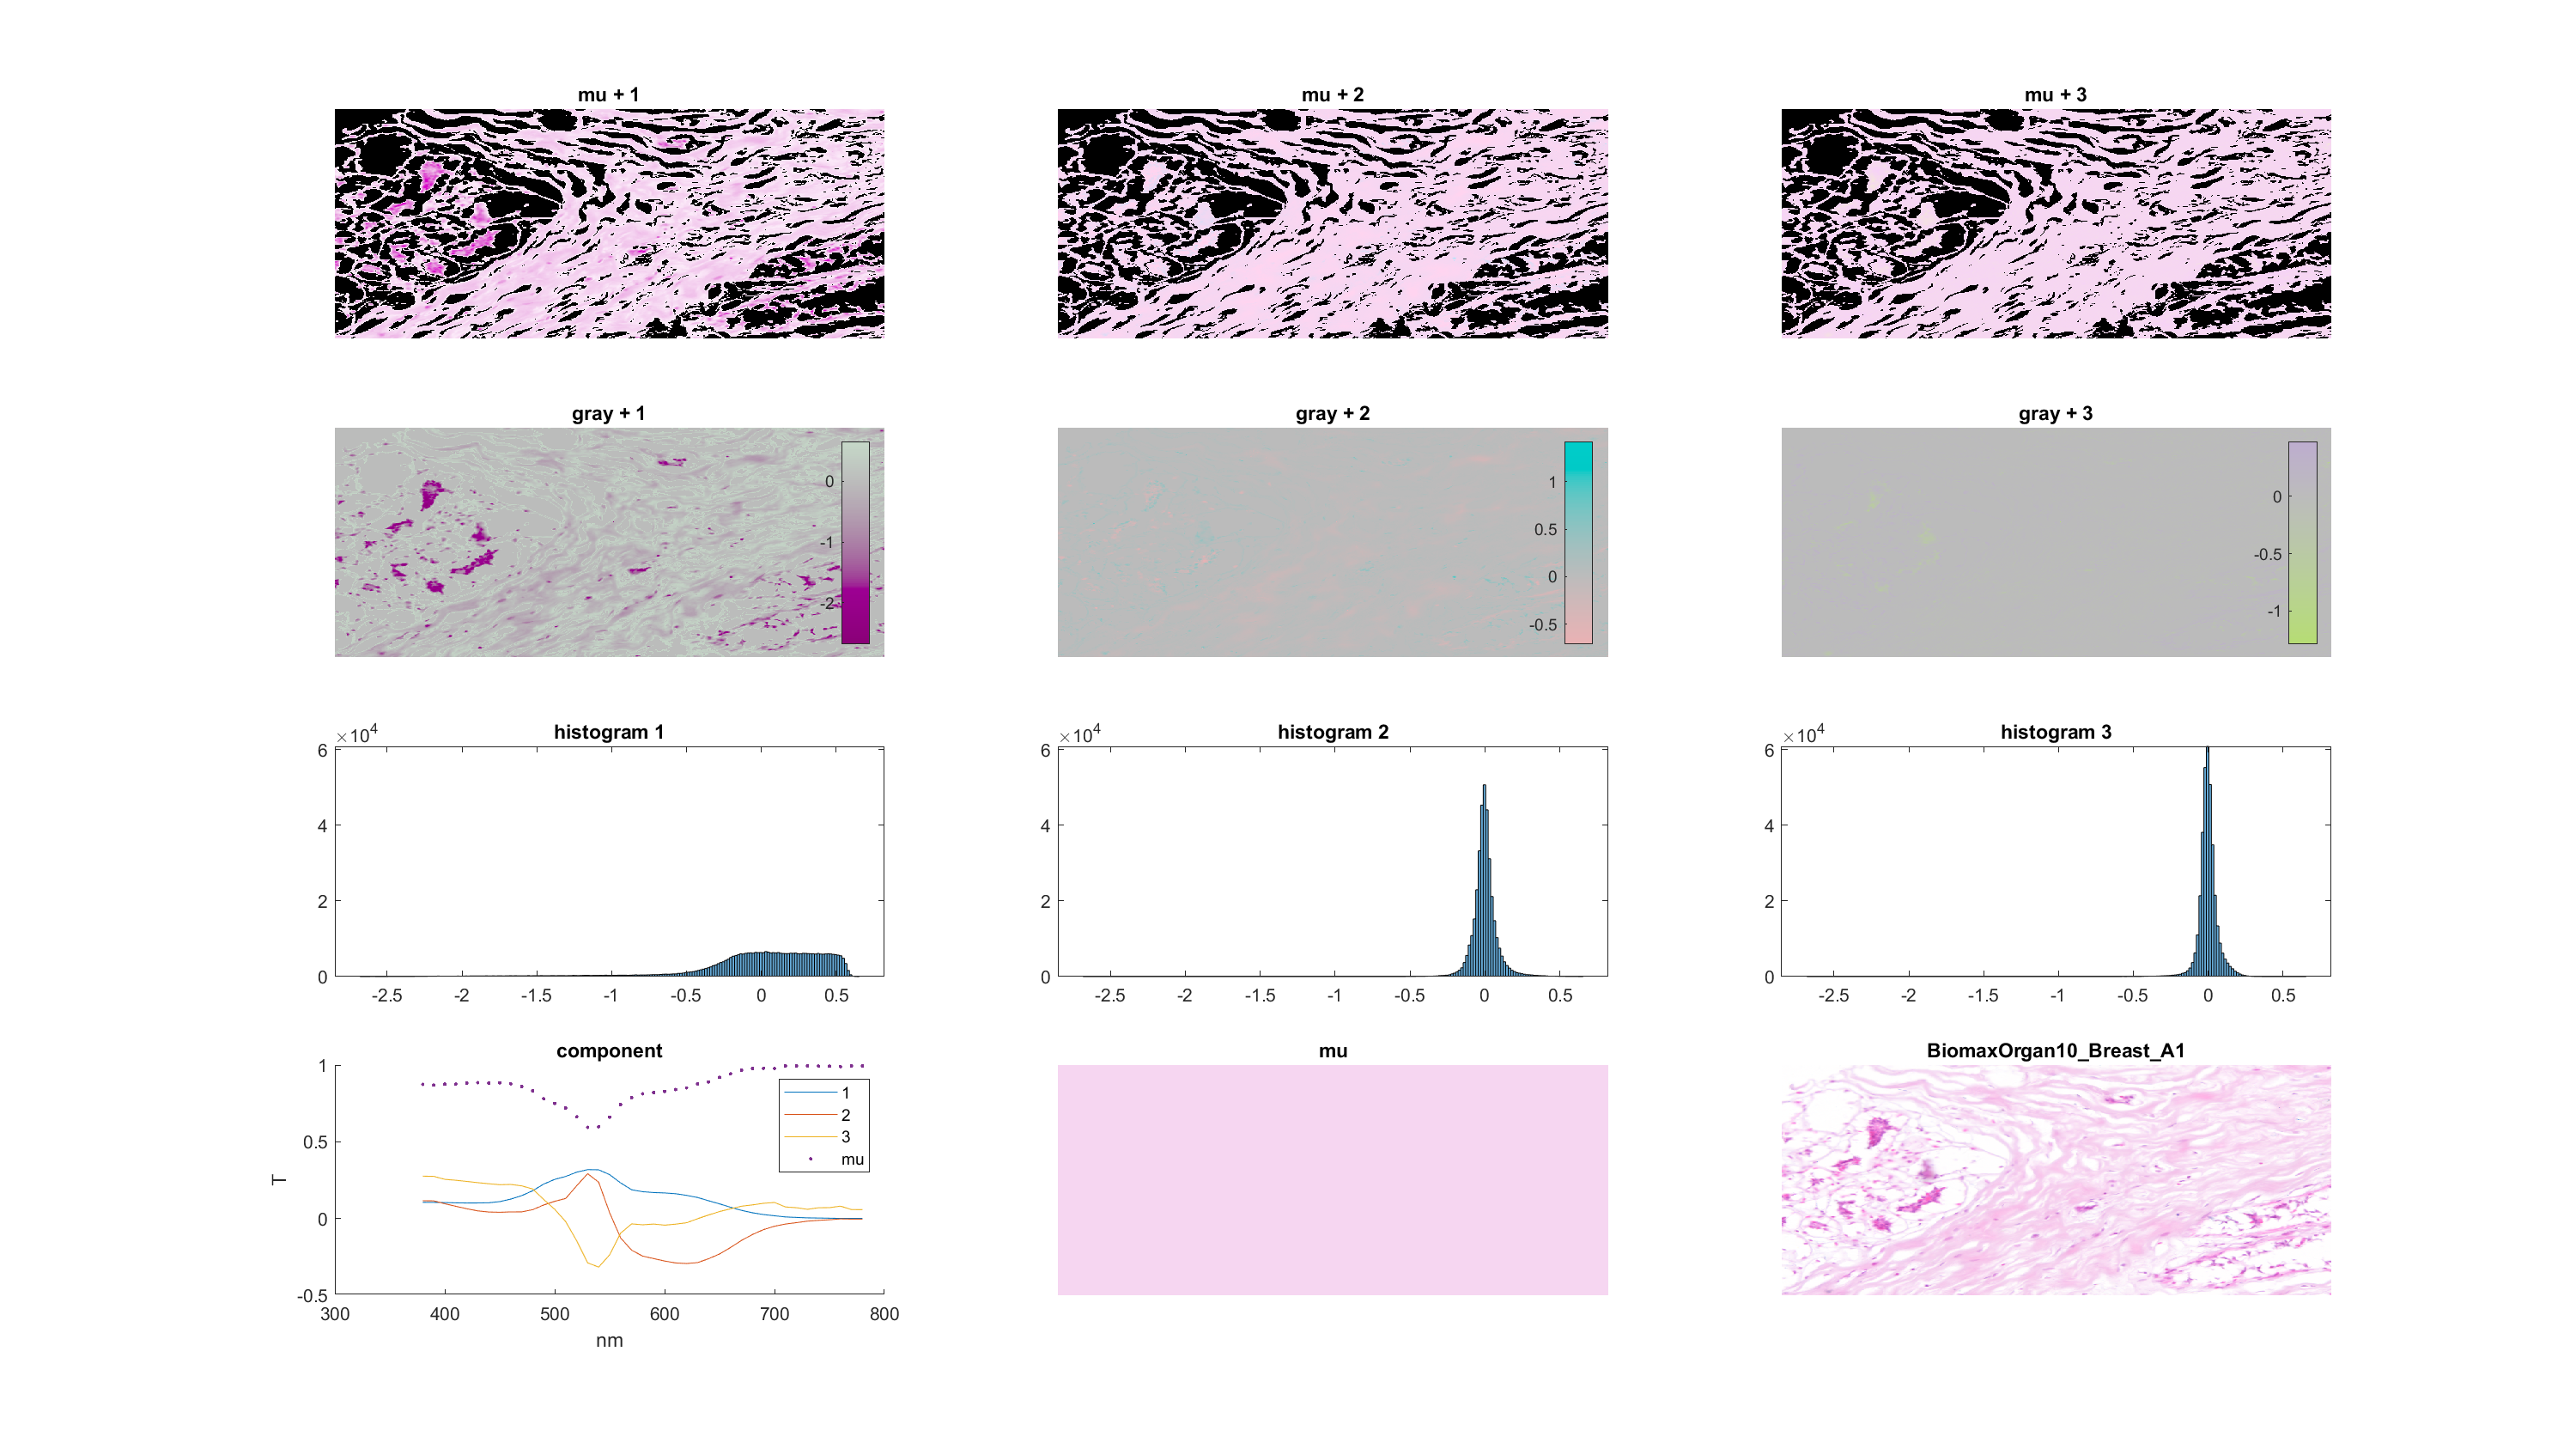 mu + 1
mu + 2
mu + 3
gray + 1
0
-1
-2
gray + 2
1
0.5
0
-0.5
gray + 3
0
-0.5
-1
histogram 1
×10^4
6
4
2
0
-2.5 -2 -1.5 -1 -0.5 0 0.5
histogram 2
×10^4
6
4
2
0
-2.5 -2 -1.5 -1 -0.5 0 0.5
histogram 3
×10^4
6
4
2
0
-2.5 -2 -1.5 -1 -0.5 0 0.5
component
T
1
0.5
0
-0.5
300 400 500 600 700 800
nm
1
2
3
mu
mu
BiomaxOrgan10_Breast_A1